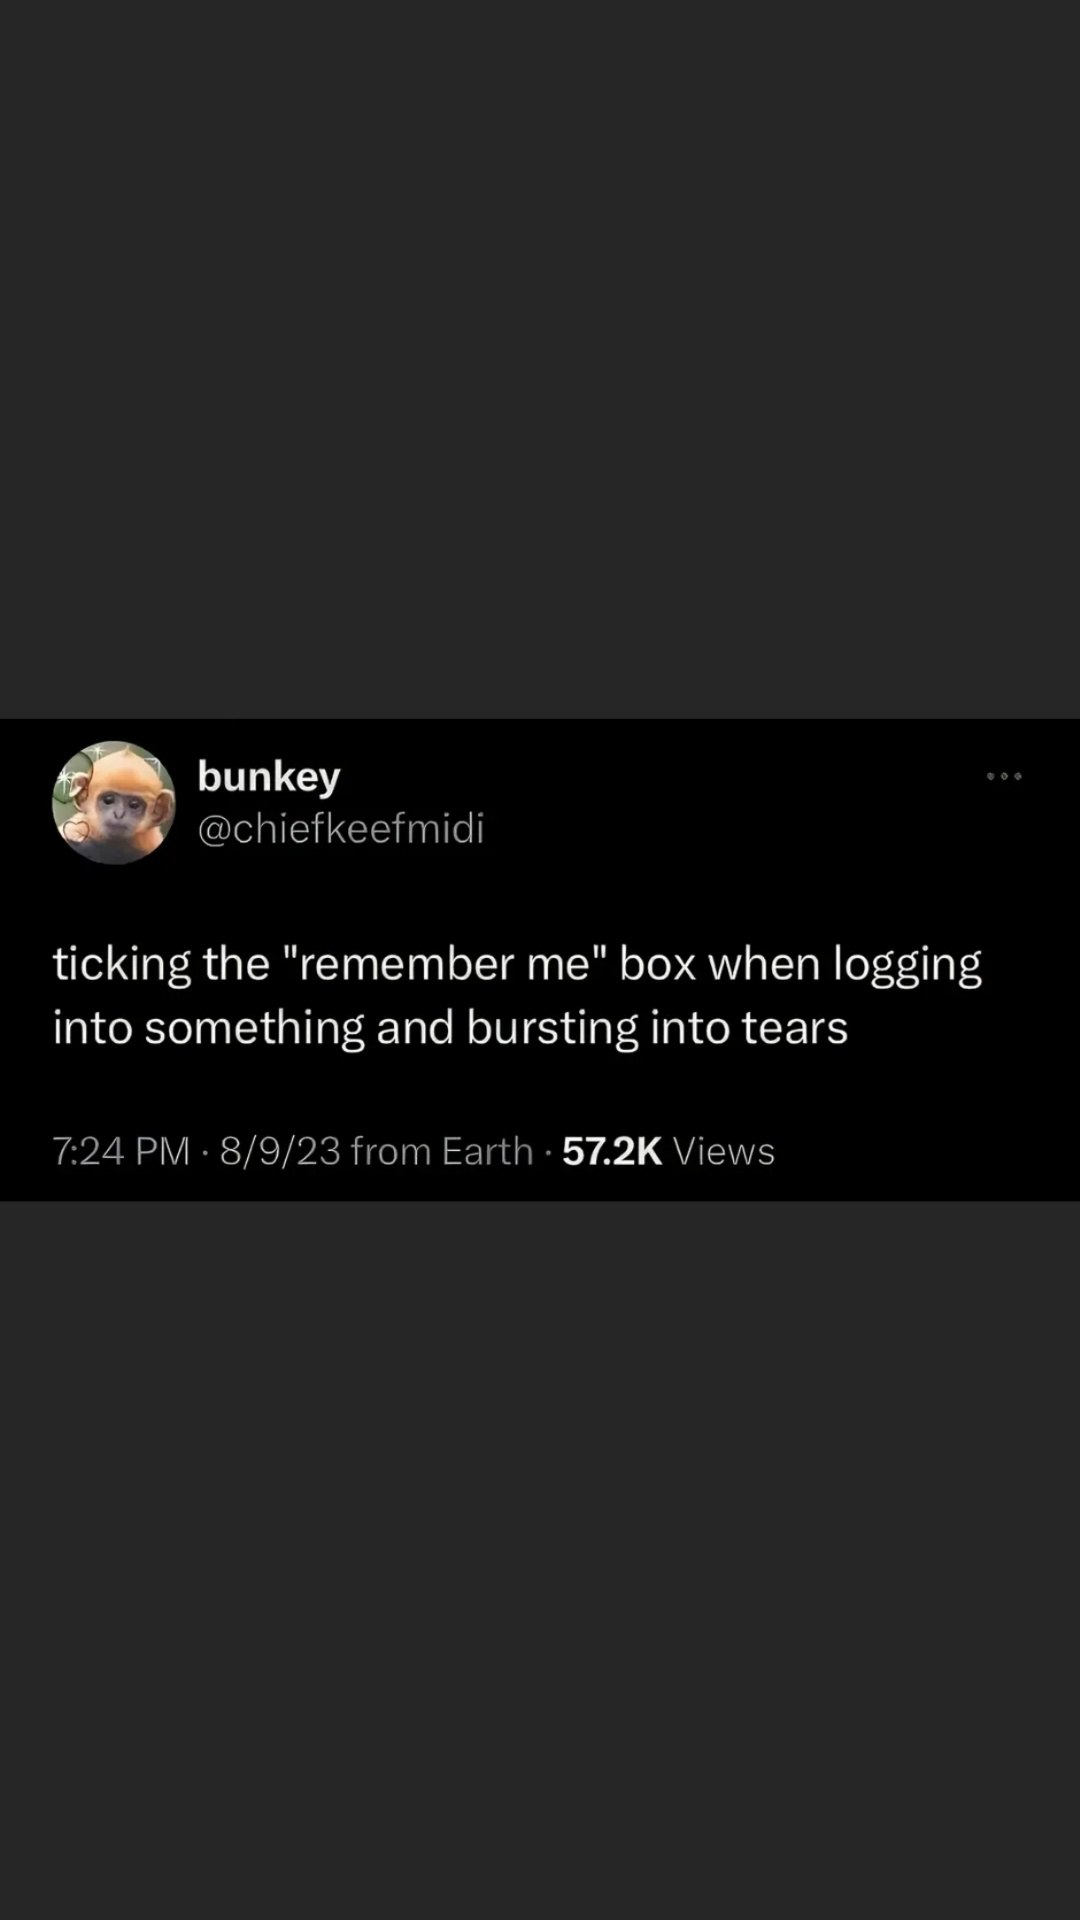 bunkey
@chiefkeefmidi
ticking the "remember me" box when logging
into something and bursting into tears
7:24 PM · 8/9/23 from Earth · 57.2K Views